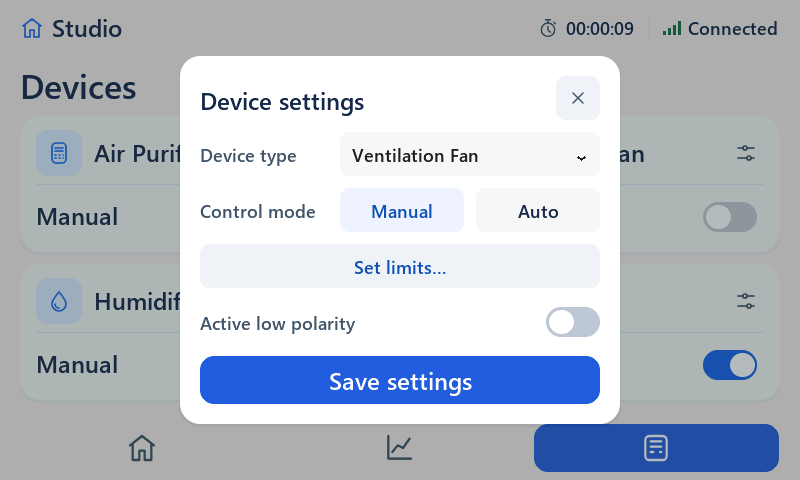 Studio
00:00:09
Connected
Devices
Device settings
Air Purif
an
Device type
Ventilation Fan
Manual
Control mode
Manual
Auto
Set limits...
Humidif
Active low polarity
Manual
Save settings